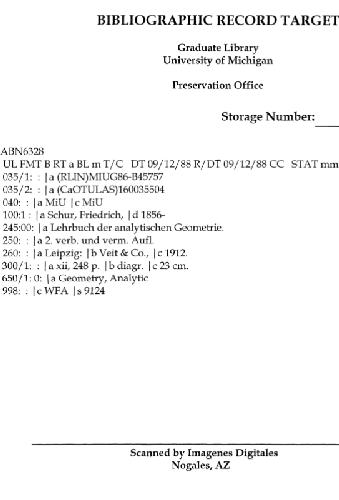 BIBLIOGRAPHIC RECORD TARGET
Graduate Library
University of Michigan
Preservation Office
Storage Number:
ABN6328
UL FMT B RT a BL m T/C DT 09/12/88 R/DT 09/12/88 CC STAT mm
035/1: : |a (RLIN)MIUG86-B45757
035/2: : |a (CaOTULAS)160035504
040: : |a MiU |c MiU
100:1 : |a Schur, Friedrich, |d 1856-
245:00: |a Lehrbuch der analytischen Geometrie.
250: : |a 2. verb. und verm. Aufl.
260: : |a Leipzig: |b Veit & Co., |c 1912.
300/1: : |a xii, 248 p. |b diagr. |c 23 cm.
650/1: 0: |a Geometry, Analytic
998: : |c WFA |s 9124
Scanned by Imagenes Digitales
Nogales, AZ